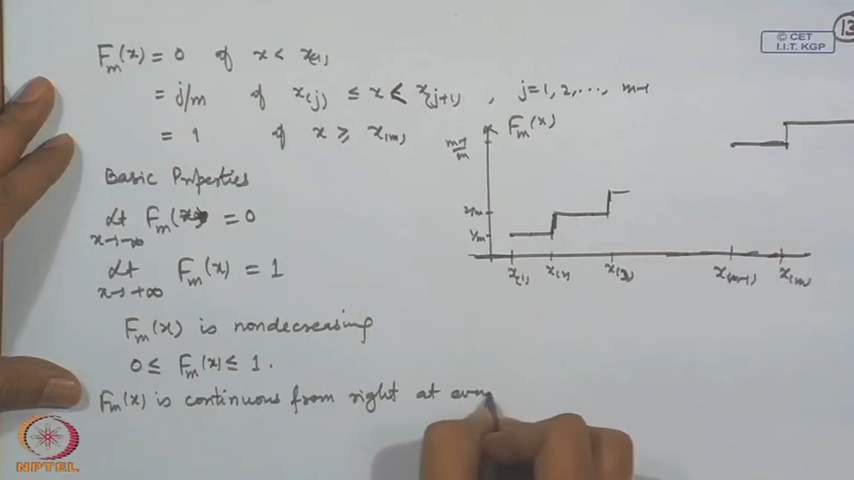 © CET
I.I.T. KGP
13
Fₘ(x) = 0 if x < x₍₁₎
= j/m if x₍ⱼ₎ ≤ x < x₍ⱼ₊₁₎ , j=1, 2, ..., m-1
= 1 if x ≥ x₍ₘ₎
Fₘ(x)
m-1/m
2/m
1/m
x₍₁₎ x₍₂₎ x₍₃₎ x₍ₘ₋₁₎ x₍ₘ₎
Basic Properties
Lt Fₘ(x) = 0
x→-∞
Lt Fₘ(x) = 1
x→+∞
Fₘ(x) is nondecreasing
0 ≤ Fₘ(x) ≤ 1.
Fₘ(x) is continuous from right at
NPTEL